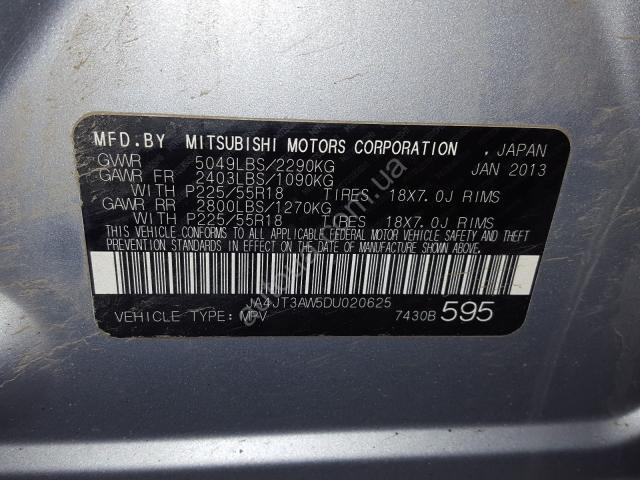 MFD.BY MITSUBISHI MOTORS CORPORATION . JAPAN
GVWR 5049LBS/2290KG JAN 2013
GAWR FR 2403LBS/1090KG
WITH P225/55R18 TIRES 18X7.0J RIMS
GAWR RR 2800LBS/1270KG
WITH P225/55R18 TIRES 18X7.0J RIMS
THIS VEHICLE CONFORMS TO ALL APPLICABLE FEDERAL MOTOR VEHICLE SAFETY AND THEFT
PREVENTION STANDARDS IN EFFECT ON THE DATE OF MANUFACTURE SHOWN ABOVE.
JA4JT3AW5DU020625
VEHICLE TYPE: MPV 7430B 595